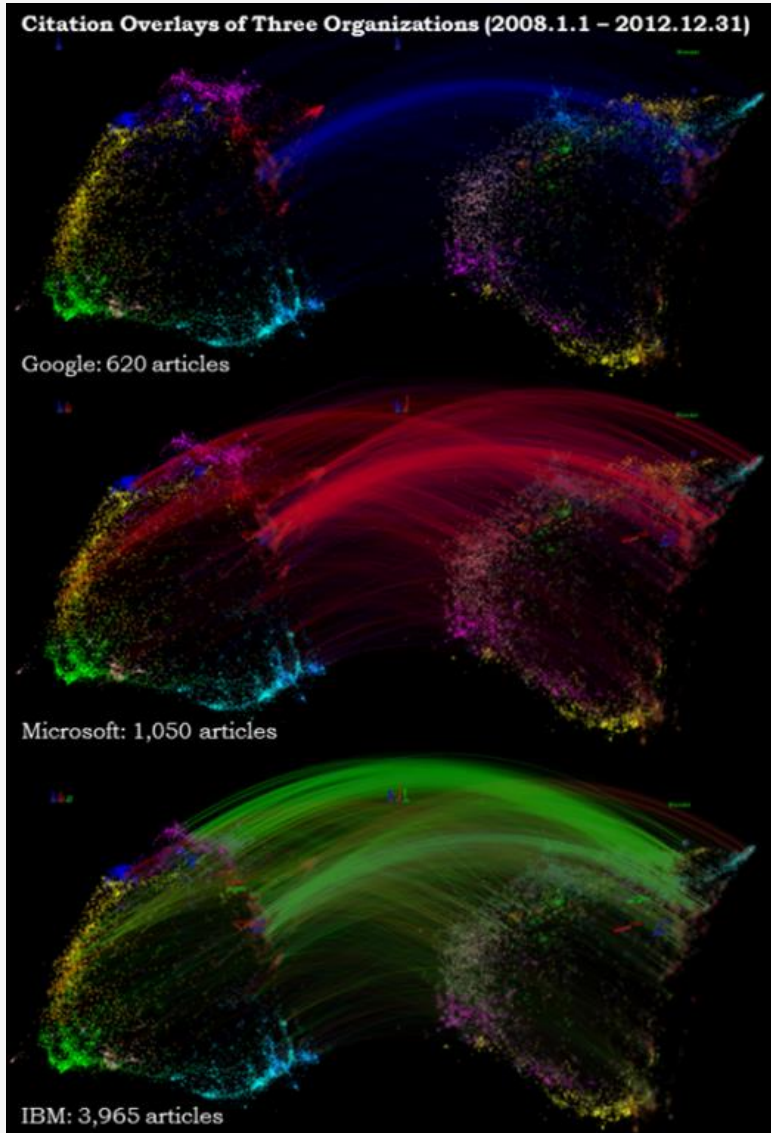 Citation Overlays of Three Organizations (2008.1.1 – 2012.12.31)
Google: 620 articles
Microsoft: 1,050 articles
IBM: 3,965 articles